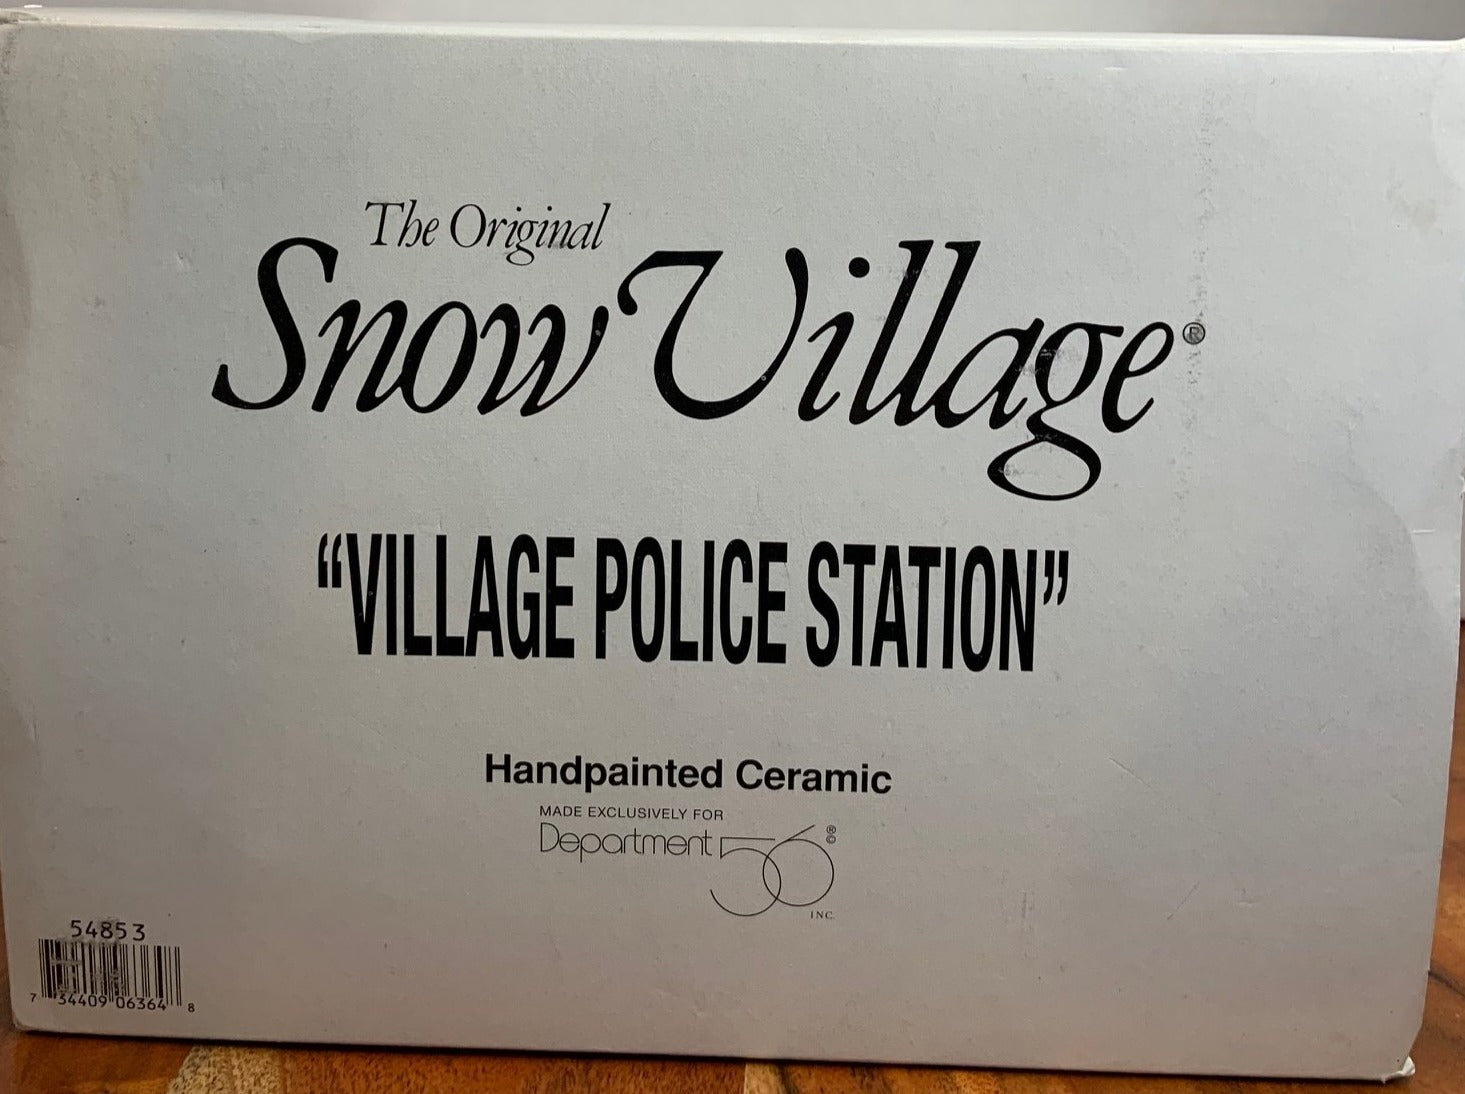 The Original
Snow Village®
“VILLAGE POLICE STATION”
Handpainted Ceramic
MADE EXCLUSIVELY FOR
Department 56 ®©
INC.
54853
7 34409 06364 8